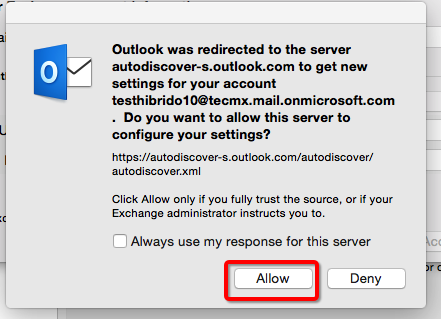 Outlook was redirected to the server
autodiscover-s.outlook.com to get new
settings for your account
testhibrido10@tecmx.mail.onmicrosoft.com
. Do you want to allow this server to
configure your settings?
https://autodiscover-s.outlook.com/autodiscover/
autodiscover.xml
Click Allow only if you fully trust the source, or if your
Exchange administrator instructs you to.
Always use my response for this server
Allow
Deny